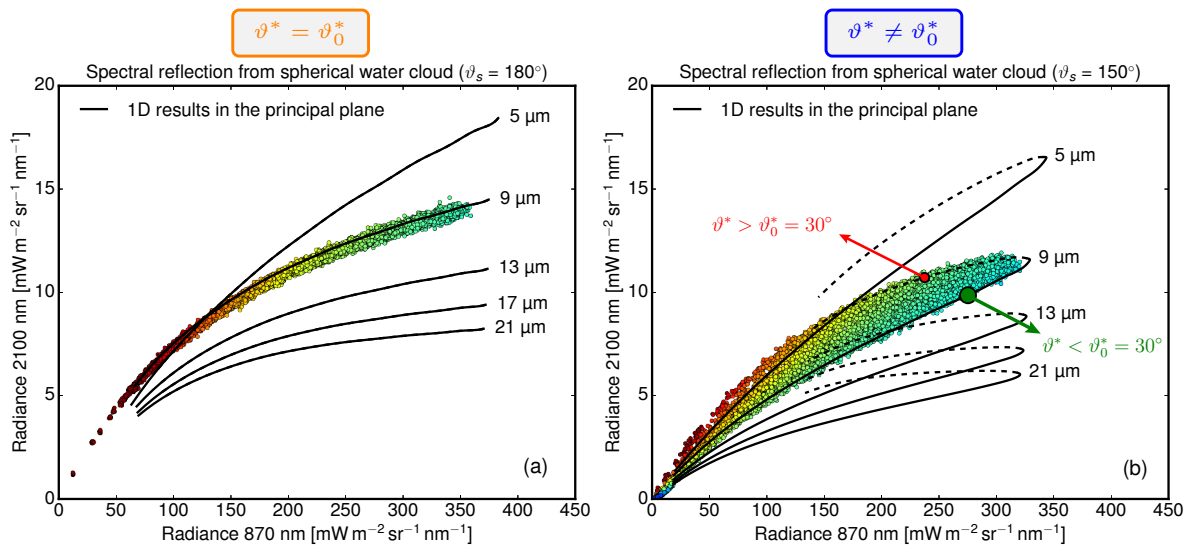 ϑ* = ϑ₀*
Spectral reflection from spherical water cloud (ϑₛ = 180°)
20
15
10
5
0
Radiance 2100 nm [mW m⁻² sr⁻¹ nm⁻¹]
1D results in the principal plane
5 µm
9 µm
13 µm
17 µm
21 µm
(a)
0 50 100 150 200 250 300 350 400 450
Radiance 870 nm [mW m⁻² sr⁻¹ nm⁻¹]
ϑ* ≠ ϑ₀*
Spectral reflection from spherical water cloud (ϑₛ = 150°)
20
15
10
5
0
Radiance 2100 nm [mW m⁻² sr⁻¹ nm⁻¹]
1D results in the principal plane
5 µm
ϑ* > ϑ₀* = 30°
9 µm
13 µm
ϑ* < ϑ₀* = 30°
21 µm
(b)
0 50 100 150 200 250 300 350 400 450
Radiance 870 nm [mW m⁻² sr⁻¹ nm⁻¹]